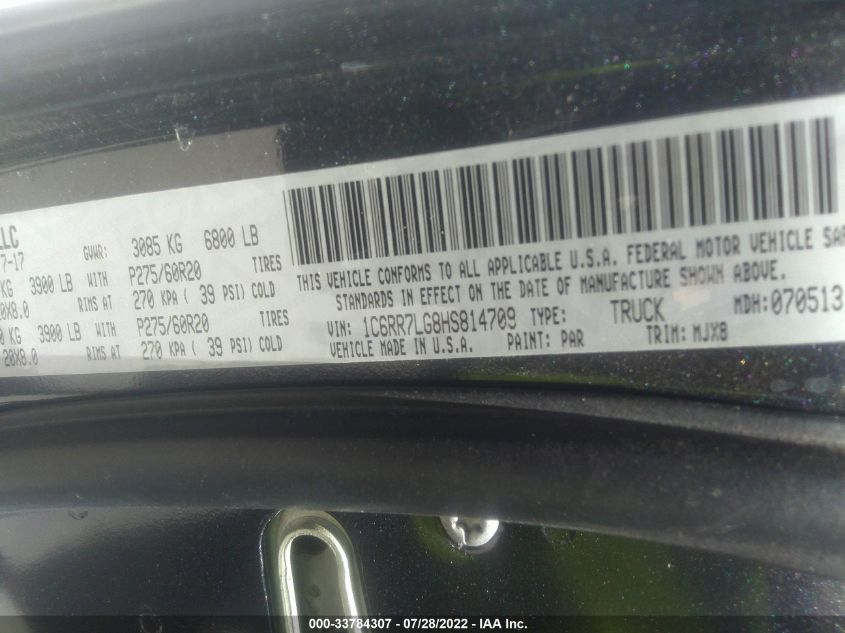 LLC
7-17
GVWR: 3085 KG 6800 LB
KG 3900 LB WITH P275/60R20 TIRES
20X8.0 RIMS AT 270 KPA ( 39 PSI) COLD
KG 3900 LB WITH P275/60R20 TIRES
20X8.0 RIMS AT 270 KPA ( 39 PSI) COLD
THIS VEHICLE CONFORMS TO ALL APPLICABLE U.S.A. FEDERAL MOTOR VEHICLE SAF
STANDARDS IN EFFECT ON THE DATE OF MANUFACTURE SHOWN ABOVE.
VIN: 1C6RR7LG8HS814709 TYPE: TRUCK MDH:070513
VEHICLE MADE IN U.S.A. PAINT: PAR TRIM: MJX8
000-33784307 - 07/28/2022 - IAA Inc.